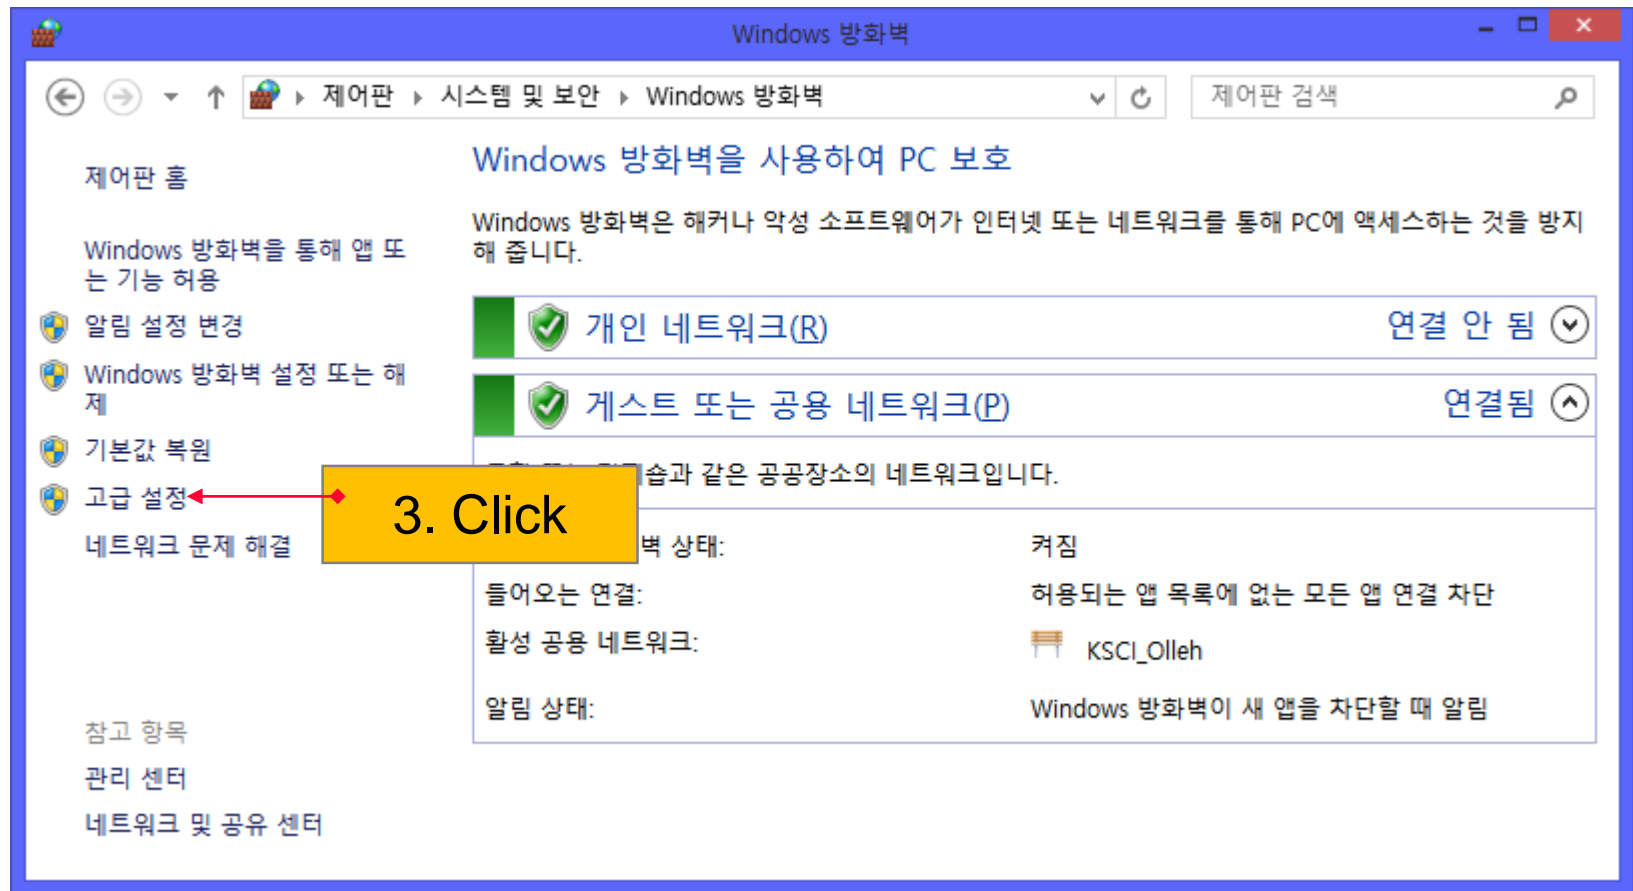 Windows 방화벽
제어판 ▸ 시스템 및 보안 ▸ Windows 방화벽
제어판 검색
제어판 홈
Windows 방화벽을 통해 앱 또
는 기능 허용
알림 설정 변경
Windows 방화벽 설정 또는 해
제
기본값 복원
고급 설정
네트워크 문제 해결
참고 항목
관리 센터
네트워크 및 공유 센터
3. Click
Windows 방화벽을 사용하여 PC 보호
Windows 방화벽은 해커나 악성 소프트웨어가 인터넷 또는 네트워크를 통해 PC에 액세스하는 것을 방지
해 줍니다.
개인 네트워크(R) 연결 안 됨
게스트 또는 공용 네트워크(P) 연결됨
같은 공공장소의 네트워크입니다.
상태: 켜짐
들어오는 연결: 허용되는 앱 목록에 없는 모든 앱 연결 차단
활성 공용 네트워크: KSCI_Olleh
알림 상태: Windows 방화벽이 새 앱을 차단할 때 알림